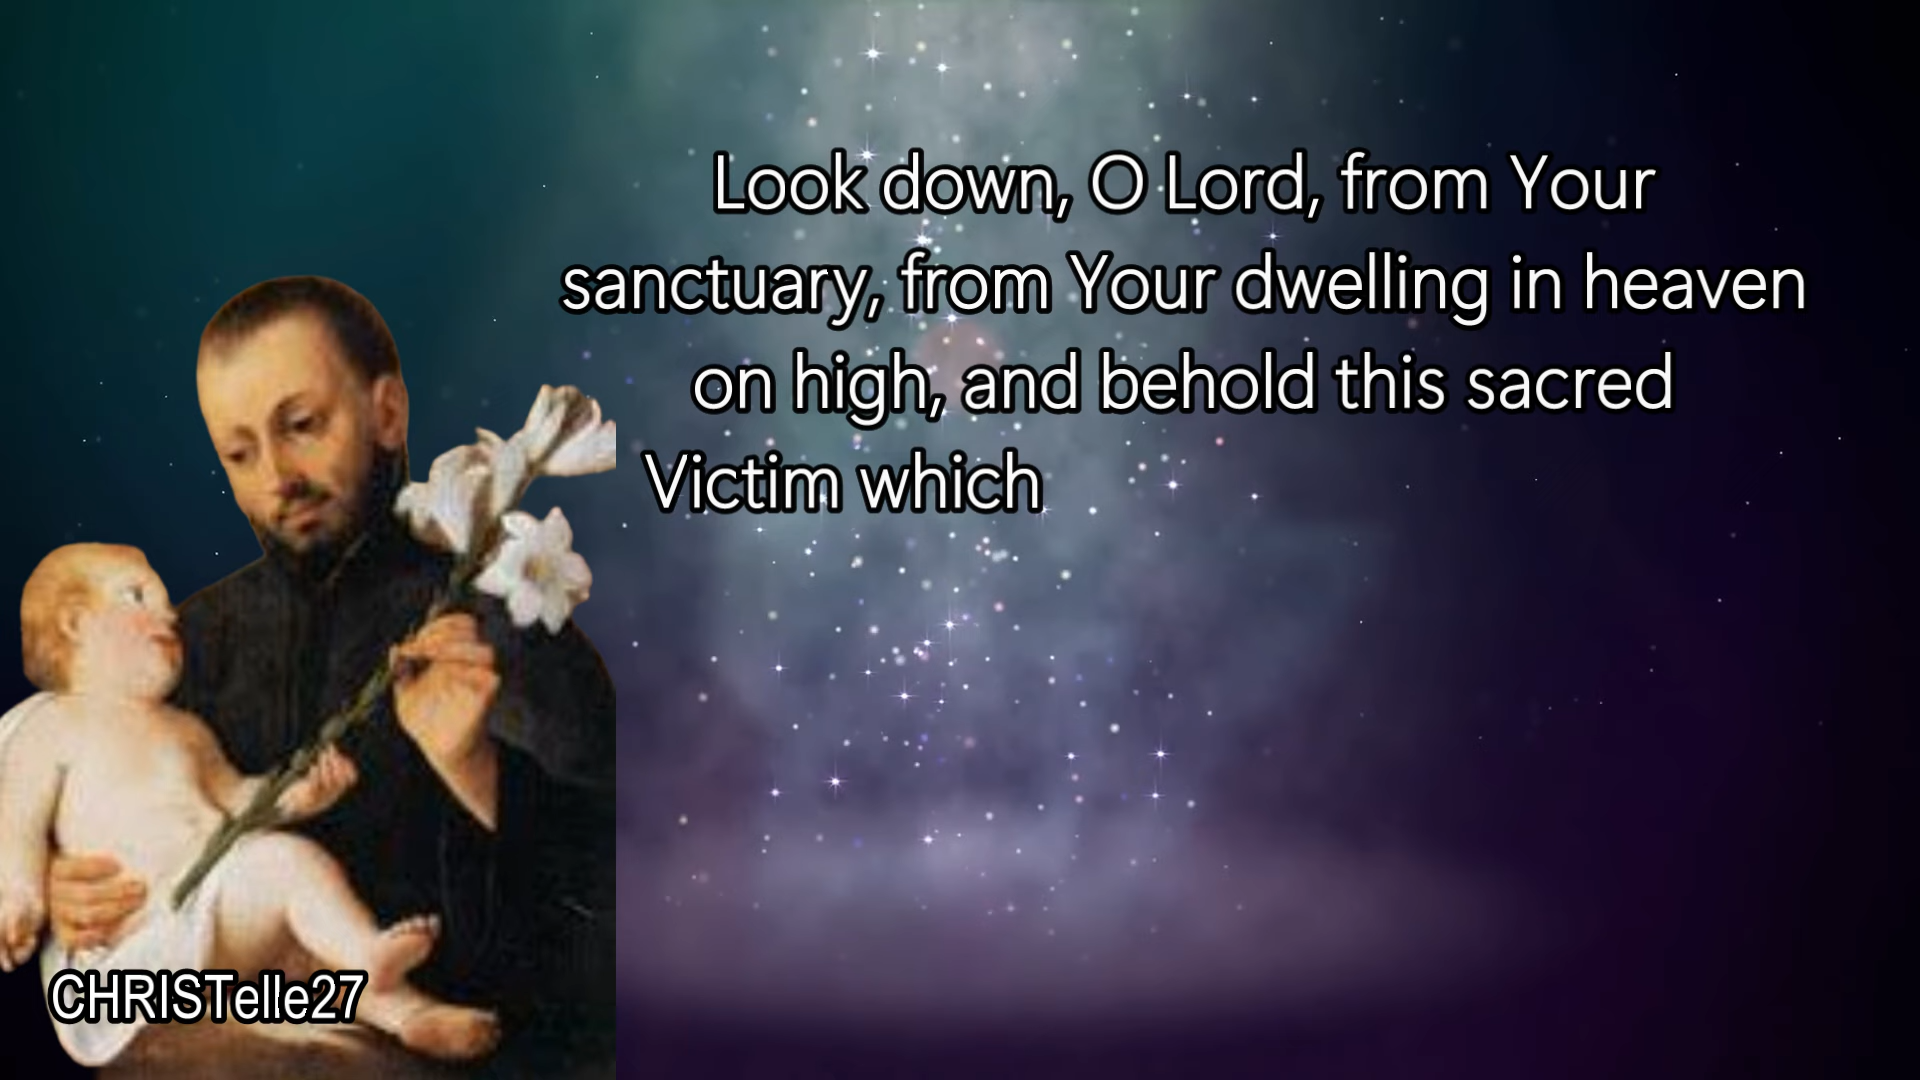 Look down, O Lord, from Your
sanctuary, from Your dwelling in heaven
on high, and behold this sacred
Victim which
CHRISTelle27